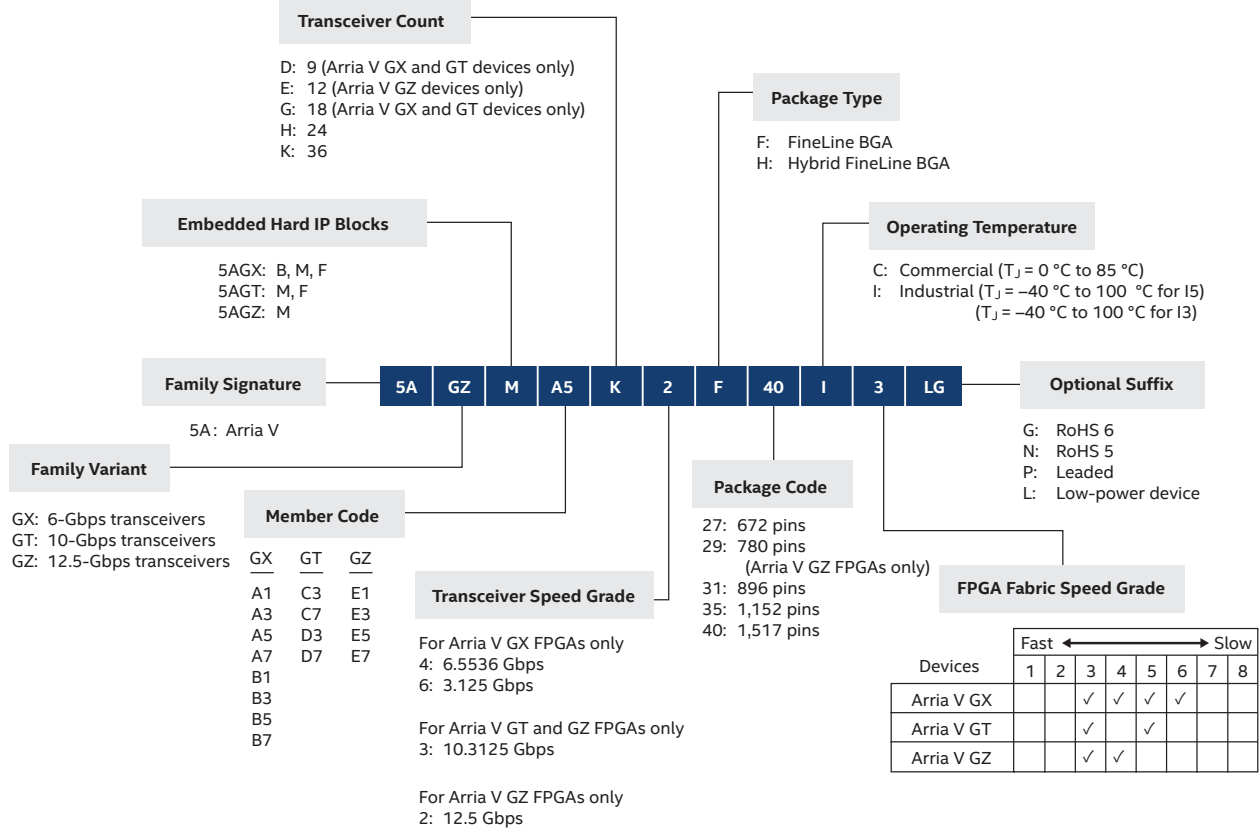 Transceiver Count
D: 9 (Arria V GX and GT devices only)
E: 12 (Arria V GZ devices only)
G: 18 (Arria V GX and GT devices only)
H: 24
K: 36
Package Type
F: FineLine BGA
H: Hybrid FineLine BGA
Embedded Hard IP Blocks
5AGX: B, M, F
5AGT: M, F
5AGZ: M
Operating Temperature
C: Commercial (TJ = 0 °C to 85 °C)
I: Industrial (TJ = –40 °C to 100 °C for I5)
(TJ = –40 °C to 100 °C for I3)
Family Signature
5A: Arria V
5A GZ M A5 K 2 F 40 I 3 LG
Optional Suffix
G: RoHS 6
N: RoHS 5
P: Leaded
L: Low-power device
Family Variant
GX: 6-Gbps transceivers
GT: 10-Gbps transceivers
GZ: 12.5-Gbps transceivers
Member Code
GX GT GZ
A1 C3 E1
A3 C7 E3
A5 D3 E5
A7 D7 E7
B1
B3
B5
B7
Transceiver Speed Grade
For Arria V GX FPGAs only
4: 6.5536 Gbps
6: 3.125 Gbps
For Arria V GT and GZ FPGAs only
3: 10.3125 Gbps
For Arria V GZ FPGAs only
2: 12.5 Gbps
Package Code
27: 672 pins
29: 780 pins
(Arria V GZ FPGAs only)
31: 896 pins
35: 1,152 pins
40: 1,517 pins
FPGA Fabric Speed Grade
Fast Slow
Devices 1 2 3 4 5 6 7 8
Arria V GX ✓ ✓ ✓ ✓
Arria V GT ✓ ✓
Arria V GZ ✓ ✓